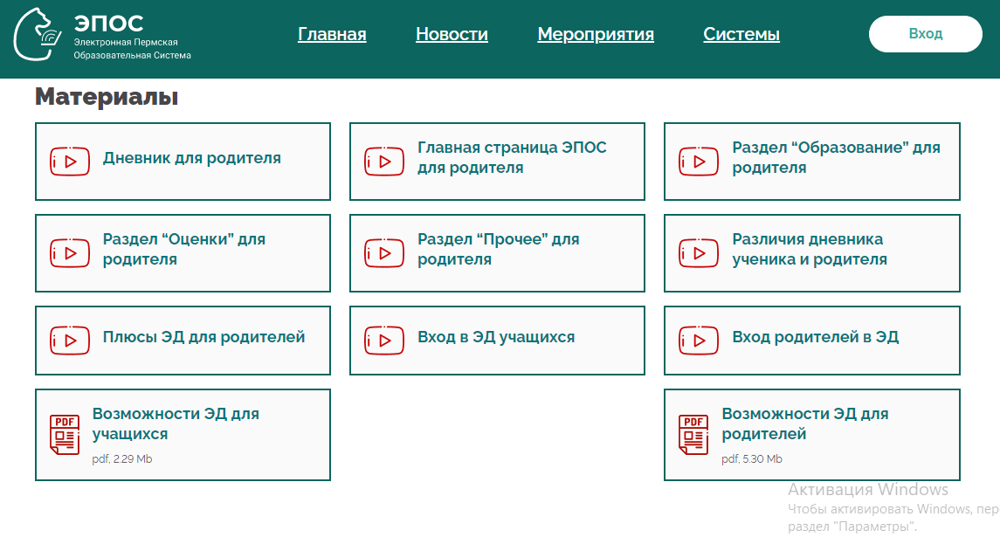 ЭПОС
Электронная Пермская
Образовательная Система
Главная
Новости
Мероприятия
Системы
Вход
Материалы
Дневник для родителя
Главная страница ЭПОС
для родителя
Раздел “Образование” для
родителя
Раздел “Оценки” для
родителя
Раздел “Прочее” для
родителя
Различия дневника
ученика и родителя
Плюсы ЭД для родителей
Вход в ЭД учащихся
Вход родителей в ЭД
PDF
Возможности ЭД для
учащихся
pdf, 2.29 Mb
PDF
Возможности ЭД для
родителей
pdf, 5.30 Mb
Активация Windows
Чтобы активировать Windows, пер
раздел "Параметры".